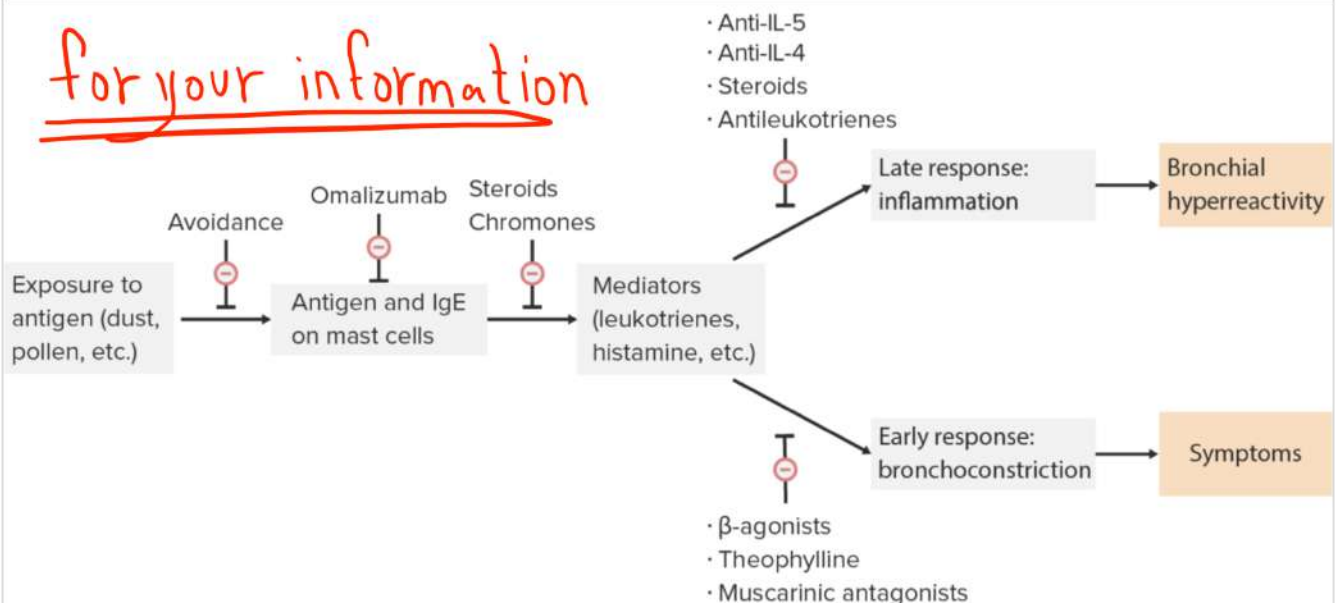 for your information
· Anti-IL-5
· Anti-IL-4
· Steroids
· Antileukotrienes
Late response:
inflammation
Bronchial
hyperreactivity
Omalizumab
Steroids
Chromones
Avoidance
Exposure to
antigen (dust,
pollen, etc.)
Antigen and IgE
on mast cells
Mediators
(leukotrienes,
histamine, etc.)
Early response:
bronchoconstriction
Symptoms
· β-agonists
· Theophylline
· Muscarinic antagonists